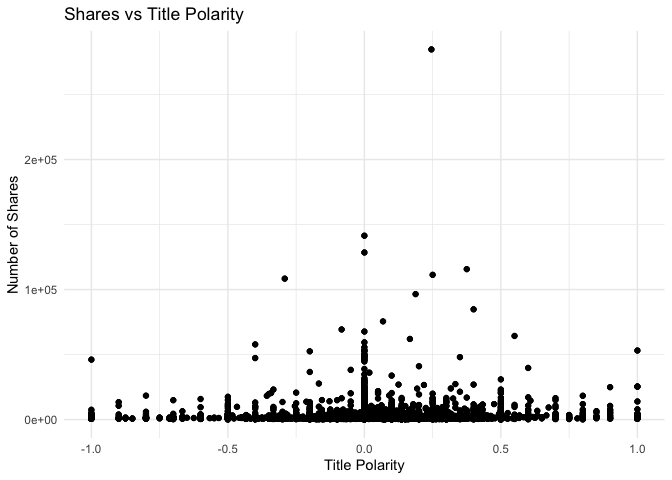 Shares vs Title Polarity
Number of Shares
2e+05
1e+05
0e+00
-1.0
-0.5
0.0
0.5
1.0
Title Polarity